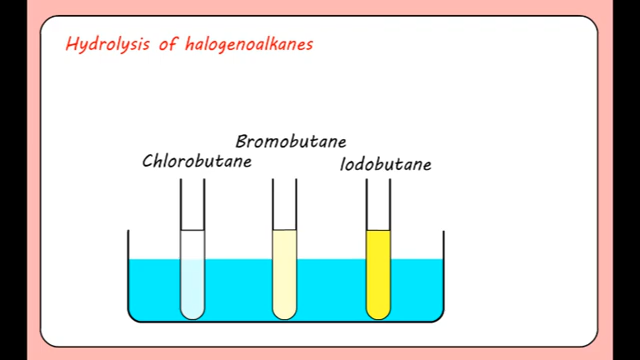 Hydrolysis of halogenoalkanes
Bromobutane
Chlorobutane
Iodobutane